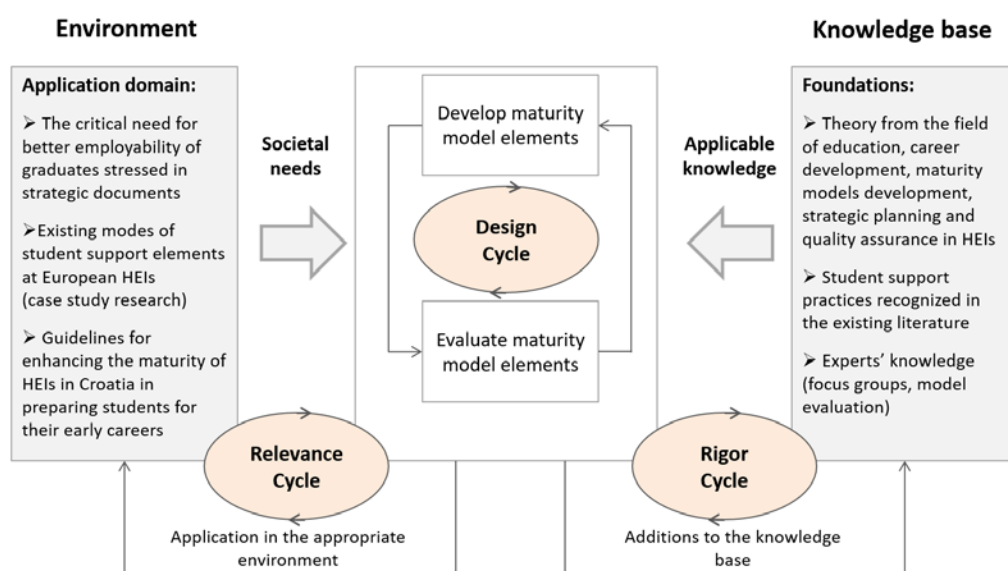 Environment
Application domain:
➢ The critical need for
better employability of
graduates stressed in
strategic documents
➢Existing modes of
student support elements
at European HEIs
(case study research)
➢ Guidelines for
enhancing the maturity of
HEIs in Croatia in
preparing students for
their early careers
Societal
needs
Develop maturity
model elements
Design
Cycle
Evaluate maturity
model elements
Applicable
knowledge
Knowledge base
Foundations:
➢ Theory from the field
of education, career
development, maturity
models development,
strategic planning and
quality assurance in HEIs
➢ Student support
practices recognized in
the existing literature
➢ Experts’ knowledge
(focus groups, model
evaluation)
Relevance
Cycle
Application in the appropriate
environment
Rigor
Cycle
Additions to the knowledge
base